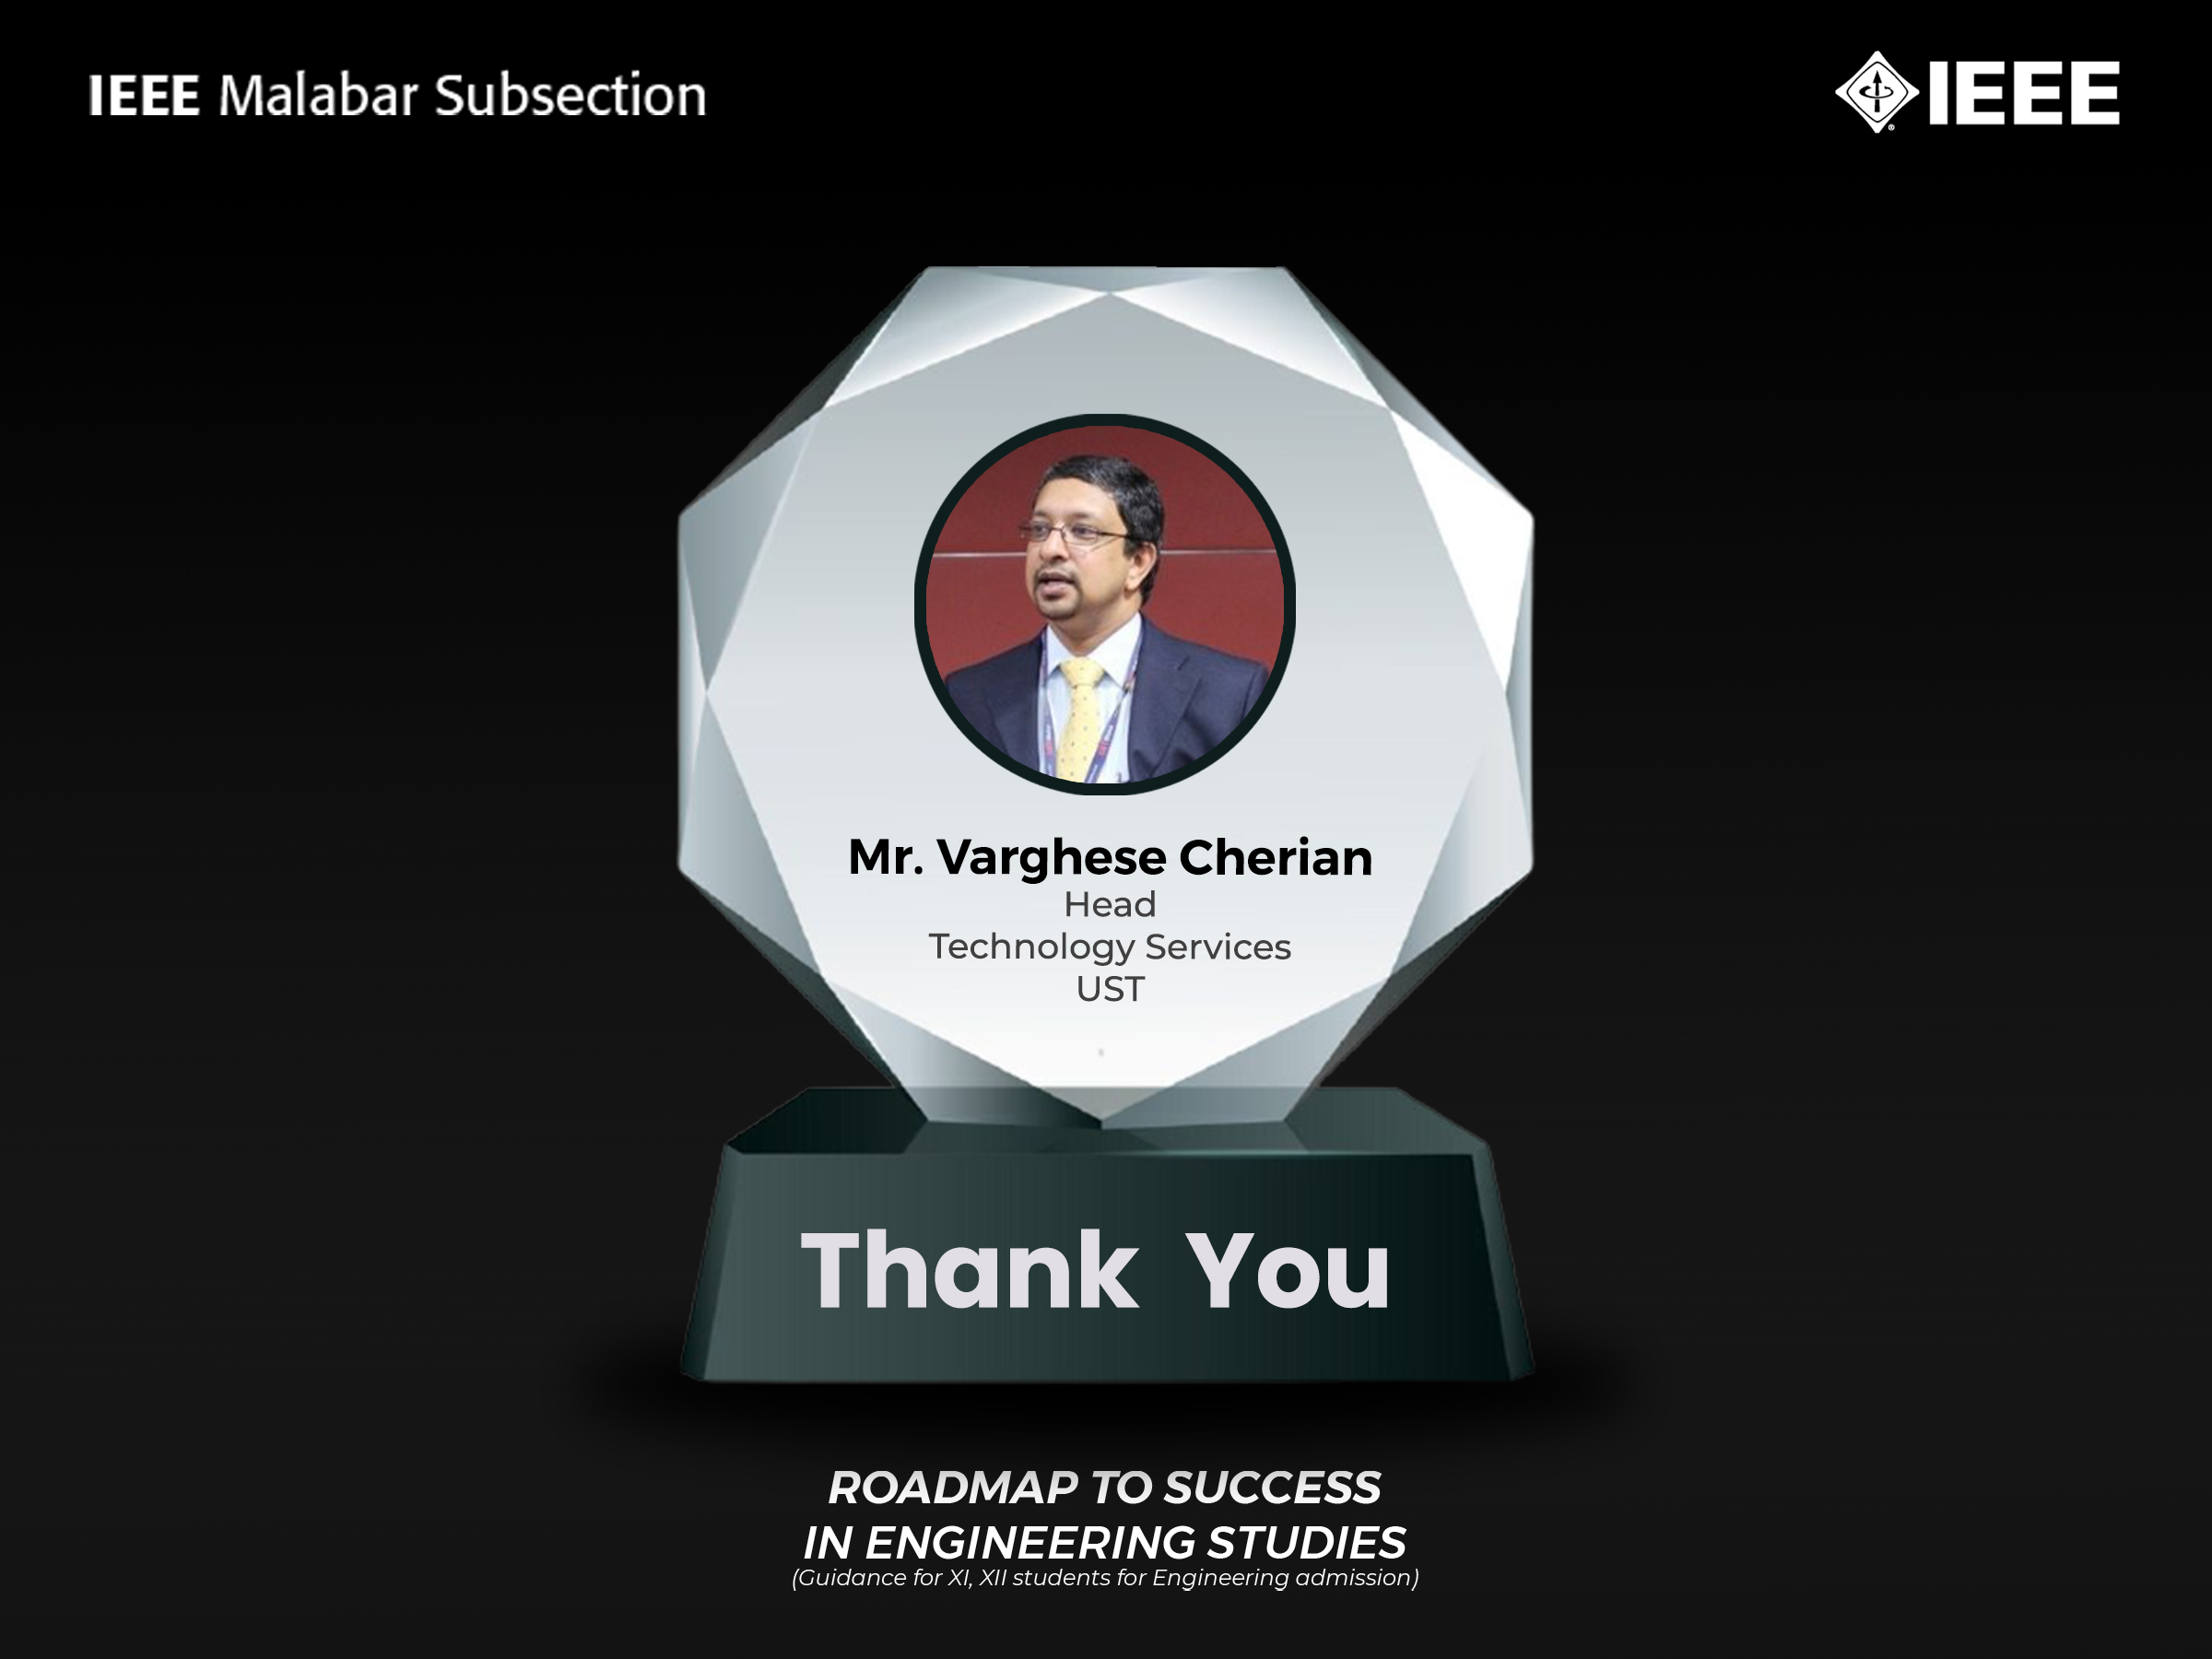 IEEE Malabar Subsection
IEEE
Mr. Varghese Cherian
Head
Technology Services
UST
Thank You
ROADMAP TO SUCCESS
IN ENGINEERING STUDIES
(Guidance for XI, XII students for Engineering admission)